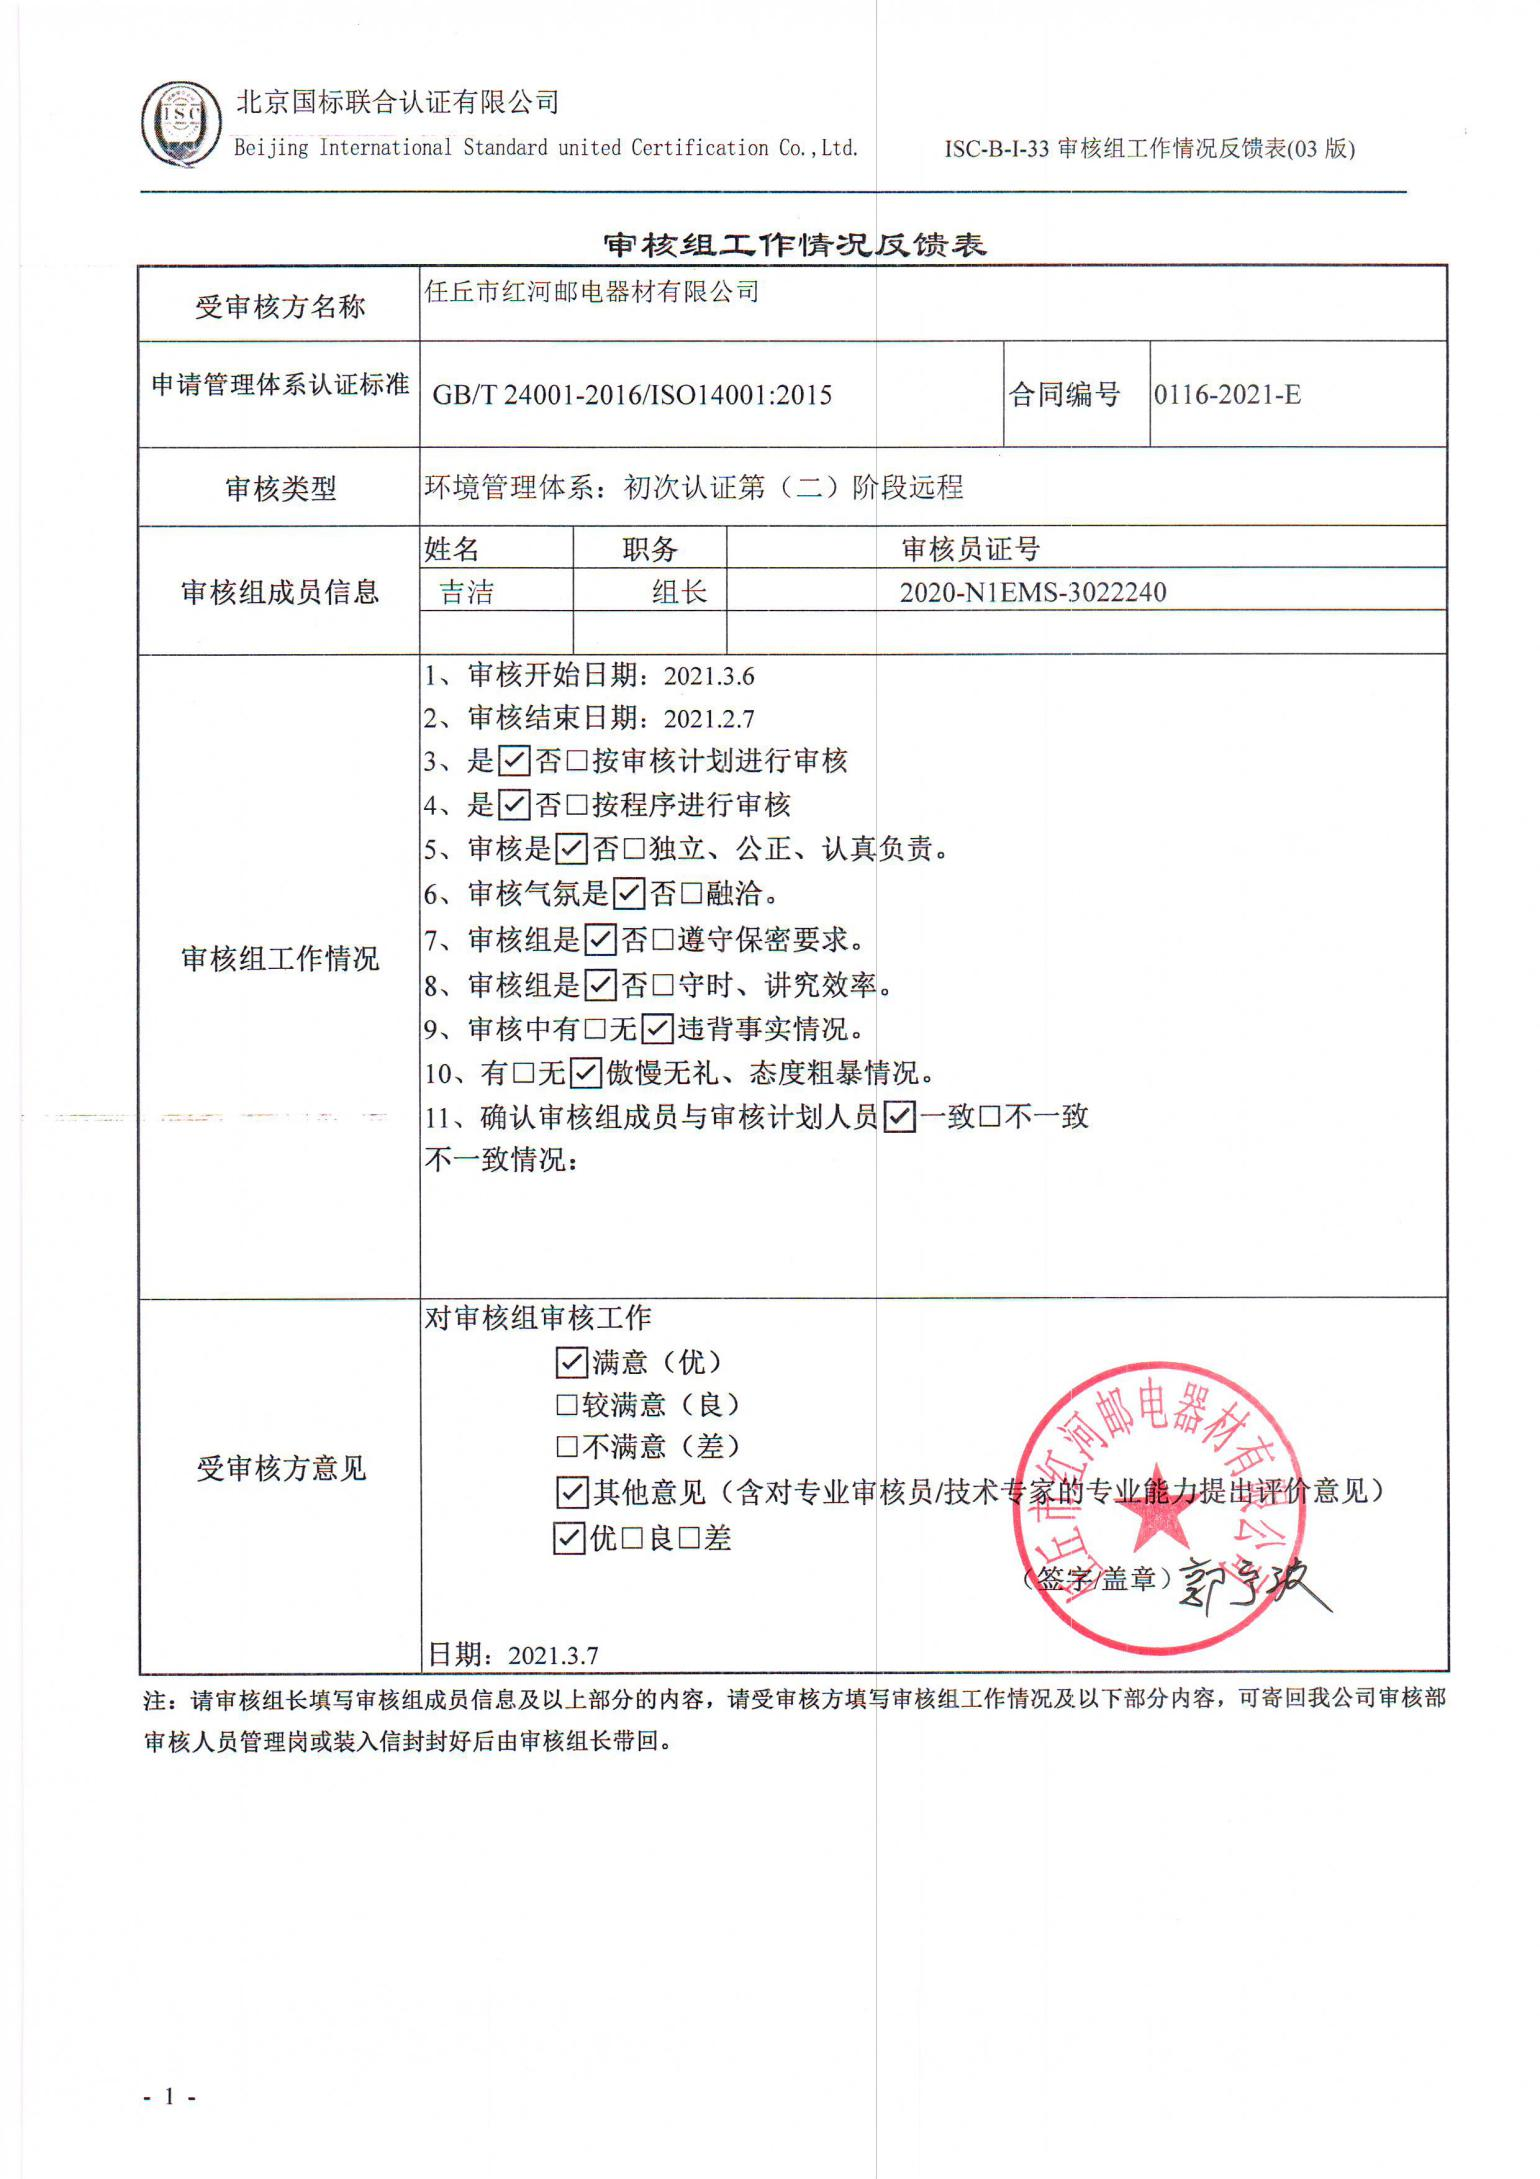 ISC
北京国标联合认证有限公司
Beijing International Standard united Certification Co.,Ltd.
ISC-B-I-33 审核组工作情况反馈表(03 版)
审核组工作情况反馈表
受审核方名称
任丘市红河邮电器材有限公司
申请管理体系认证标准
GB/T 24001-2016/ISO14001:2015
合同编号
0116-2021-E
审核类型
环境管理体系：初次认证第（二）阶段远程
审核组成员信息
姓名 职务 审核员证号
吉洁 组长 2020-N1EMS-3022240
审核组工作情况
1、审核开始日期：2021.3.6
2、审核结束日期：2021.2.7
3、是☑否□按审核计划进行审核
4、是☑否□按程序进行审核
5、审核是☑否□独立、公正、认真负责。
6、审核气氛是☑否□融洽。
7、审核组是☑否□遵守保密要求。
8、审核组是☑否□守时、讲究效率。
9、审核中有□无☑违背事实情况。
10、有□无☑傲慢无礼、态度粗暴情况。
11、确认审核组成员与审核计划人员☑一致□不一致
不一致情况：
受审核方意见
对审核组审核工作
☑满意（优）
□较满意（良）
□不满意（差）
☑其他意见（含对专业审核员/技术专家的专业能力提出评价意见）
☑优□良□差
（签字/盖章）
任丘市红河邮电器材有限公司
日期：2021.3.7
注：请审核组长填写审核组成员信息及以上部分的内容，请受审核方填写审核组工作情况及以下部分内容，可寄回我公司审核部
审核人员管理岗或装入信封封好后由审核组长带回。
- 1 -